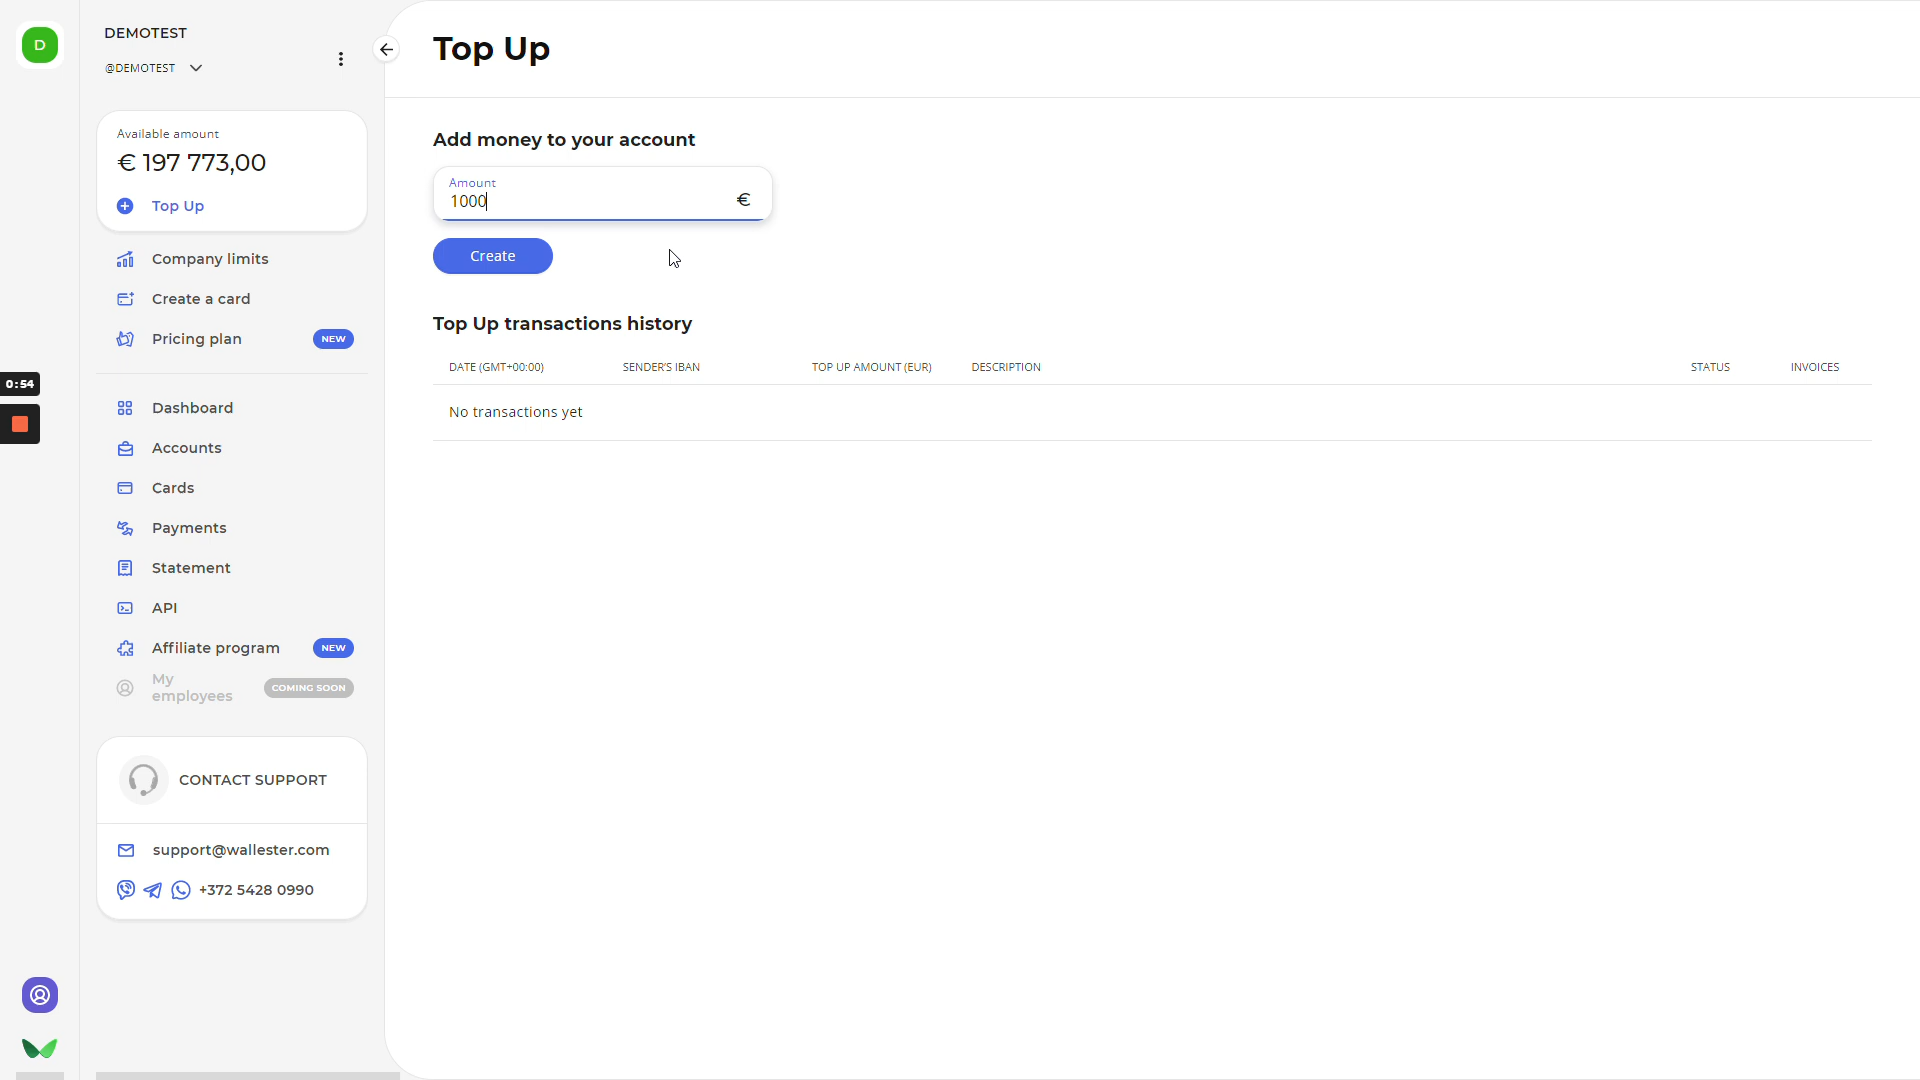 D
DEMOTEST
@DEMOTEST
Available amount
€ 197 773,00
Top Up
Company limits
Create a card
Pricing plan NEW
0:54
Dashboard
Accounts
Cards
Payments
Statement
API
Affiliate program NEW
My employees COMING SOON
CONTACT SUPPORT
support@wallester.com
+372 5428 0990
Top Up
Add money to your account
Amount
1000 €
Create
Top Up transactions history
DATE (GMT+00:00) SENDER'S IBAN TOP UP AMOUNT (EUR) DESCRIPTION STATUS INVOICES
No transactions yet